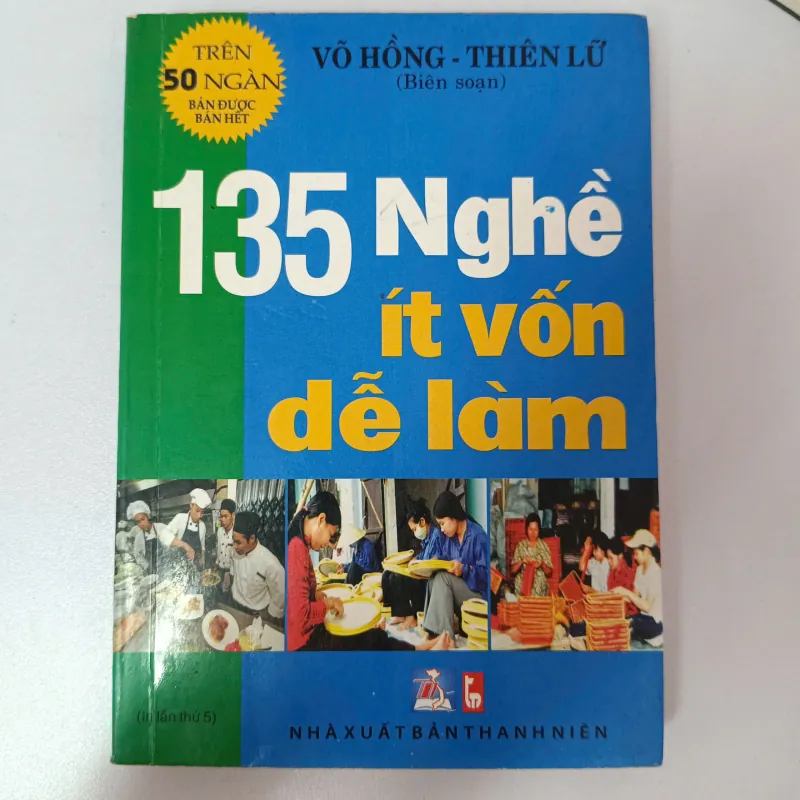 TRÊN
50 NGÀN
BẢN ĐƯỢC
BÁN HẾT
VÕ HỒNG - THIÊN LỮ
(Biên soạn)
135 Nghề
ít vốn
dễ làm
(In lần thứ 5)
NHÀ XUẤT BẢN THANH NIÊN